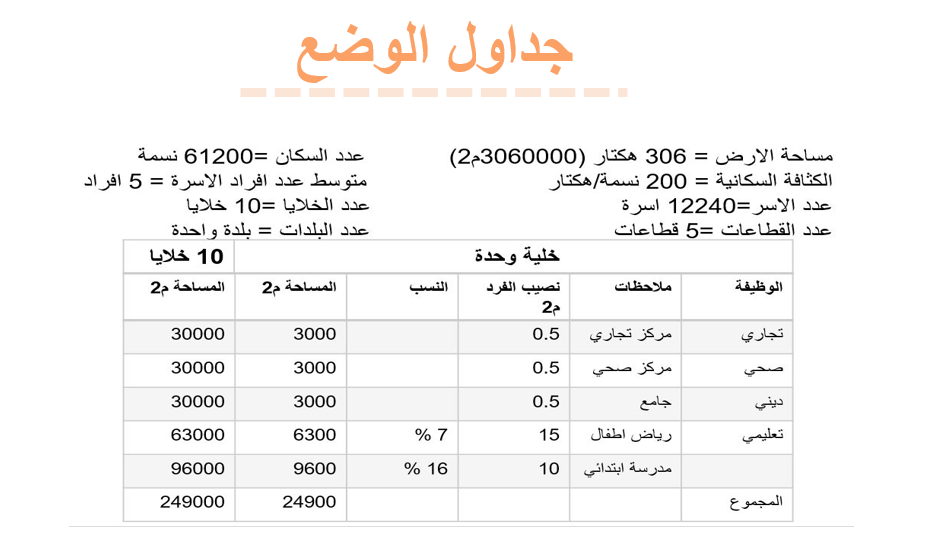 جداول الوضع
مساحة الارض = 306 هكتار (3060000م2)
الكثافة السكانية = 200 نسمة/هكتار
عدد الاسر=12240 اسرة
عدد القطاعات =5 قطاعات
عدد السكان =61200 نسمة
متوسط عدد افراد الاسرة = 5 افراد
عدد الخلايا =10 خلايا
عدد البلدات = بلدة واحدة
خلية وحدة 10 خلايا
الوظيفة ملاحظات نصيب الفرد م2 النسب المساحة م2 المساحة م2
تجاري مركز تجاري 0.5 3000 30000
صحي مركز صحي 0.5 3000 30000
ديني جامع 0.5 3000 30000
تعليمي رياض اطفال 15 7 % 6300 63000
مدرسة ابتدائي 10 16 % 9600 96000
المجموع 24900 249000